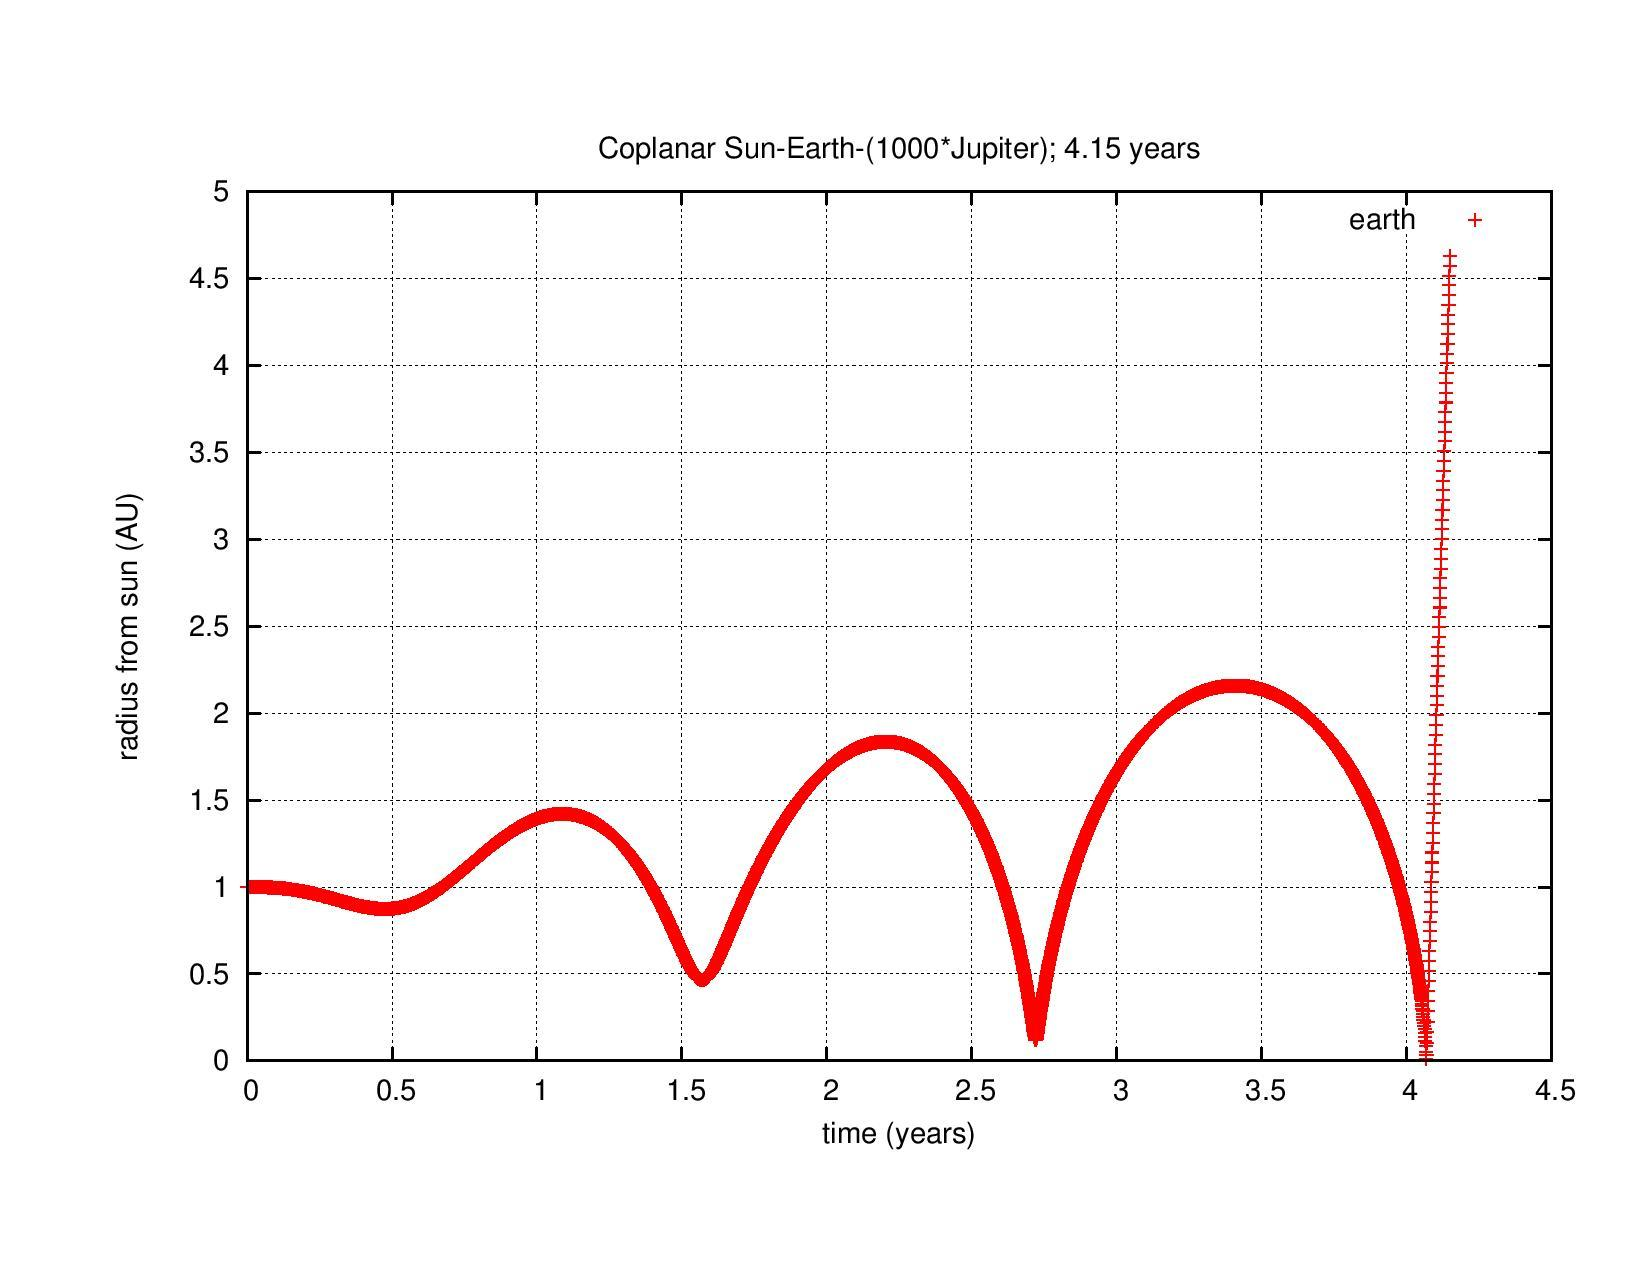 Coplanar Sun-Earth-(1000*Jupiter); 4.15 years
earth
5
4.5
4
3.5
3
2.5
2
1.5
1
0.5
0
radius from sun (AU)
0 0.5 1 1.5 2 2.5 3 3.5 4 4.5
time (years)